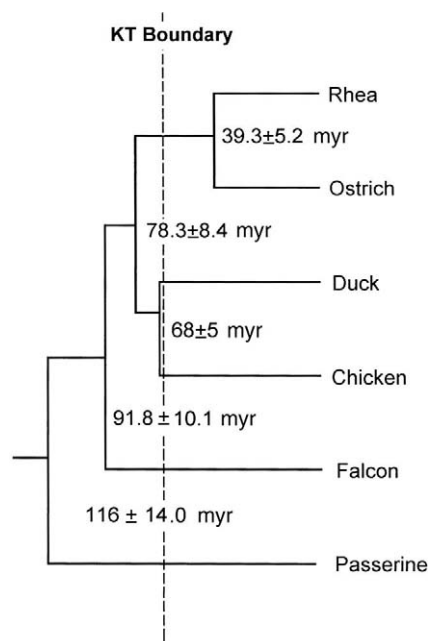 KT Boundary
Rhea
39.3±5.2 myr
Ostrich
78.3±8.4 myr
Duck
68±5 myr
Chicken
91.8 ± 10.1 myr
Falcon
116 ± 14.0 myr
Passerine